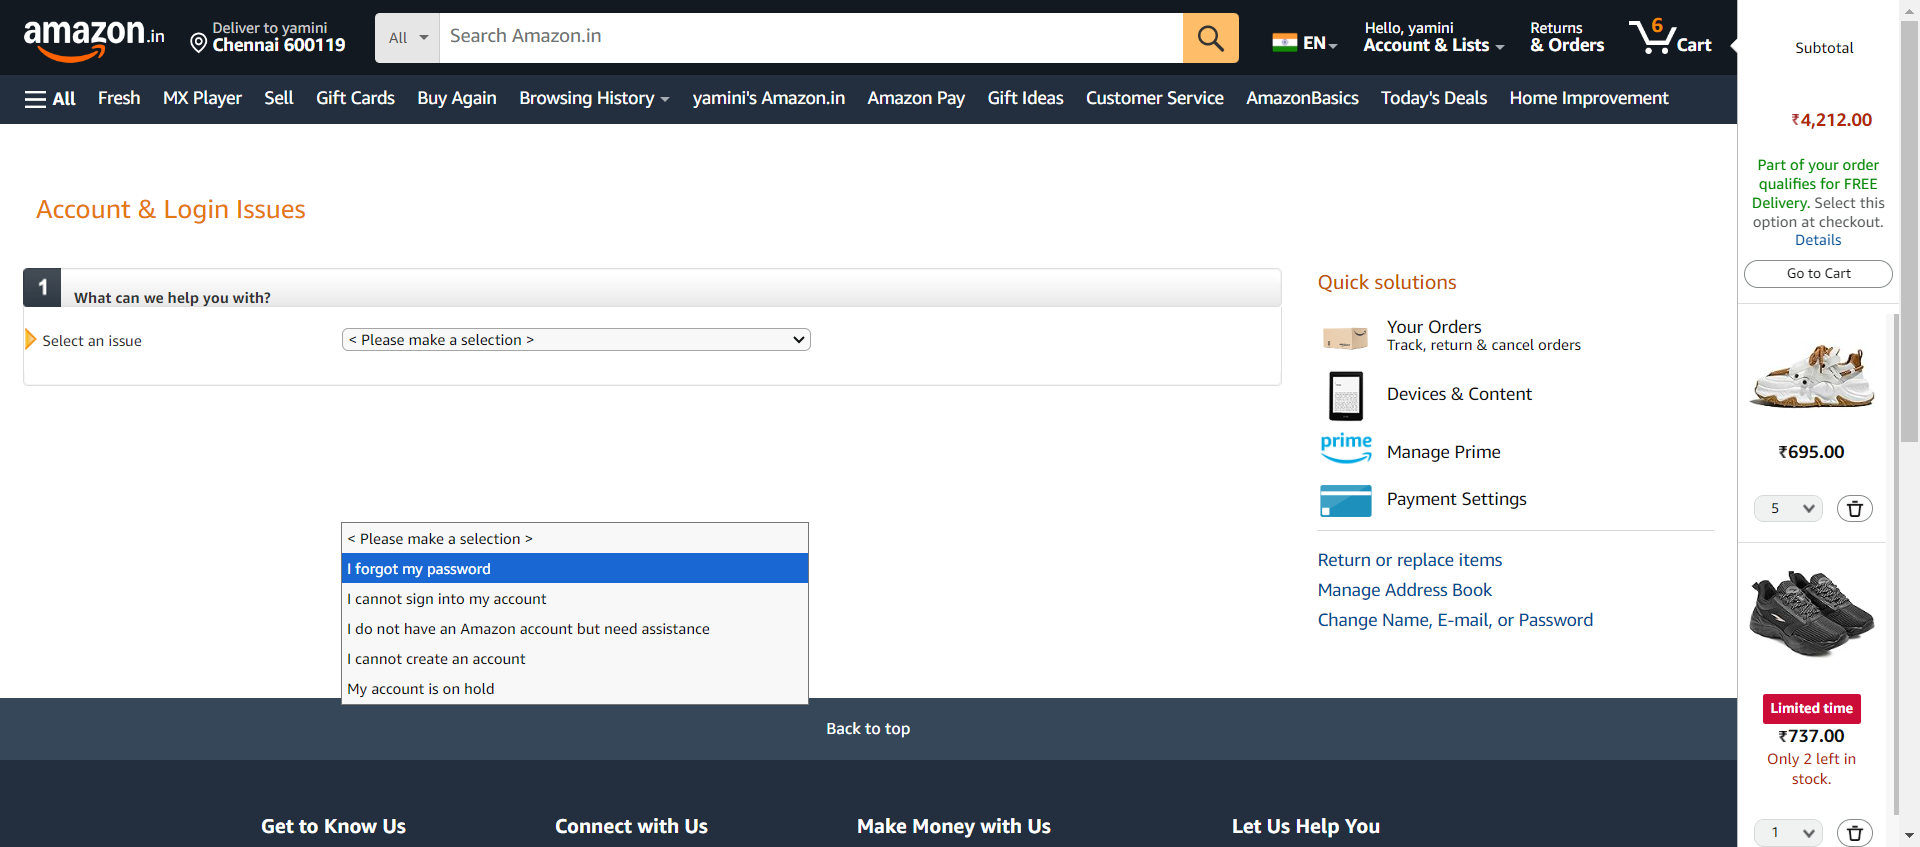 amazon.in
Deliver to yamini
Chennai 600119
All
Search Amazon.in
EN
Hello, yamini
Account & Lists
Returns
& Orders
6
Cart
All
Fresh
MX Player
Sell
Gift Cards
Buy Again
Browsing History
yamini's Amazon.in
Amazon Pay
Gift Ideas
Customer Service
AmazonBasics
Today's Deals
Home Improvement
Account & Login Issues
1
What can we help you with?
Select an issue
< Please make a selection >
< Please make a selection >
I forgot my password
I cannot sign into my account
I do not have an Amazon account but need assistance
I cannot create an account
My account is on hold
Quick solutions
Your Orders
Track, return & cancel orders
Devices & Content
prime
Manage Prime
Payment Settings
Return or replace items
Manage Address Book
Change Name, E-mail, or Password
Subtotal
₹4,212.00
Part of your order
qualifies for FREE
Delivery. Select this
option at checkout.
Details
Go to Cart
₹695.00
5
Limited time
₹737.00
Only 2 left in
stock.
1
Back to top
Get to Know Us
Connect with Us
Make Money with Us
Let Us Help You